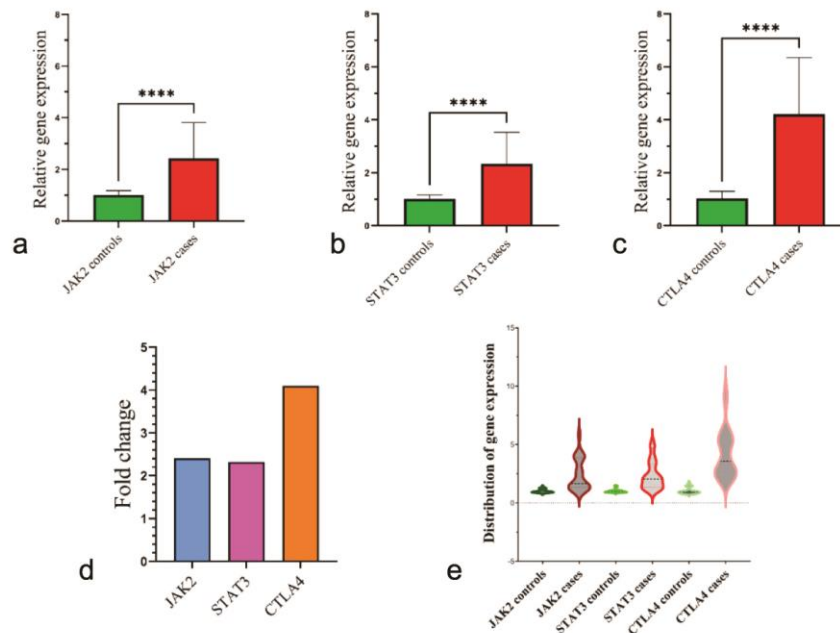 Relative gene expression
8
6
4
2
0
****
JAK2 controls
JAK2 cases
a
Relative gene expression
8
6
4
2
0
****
STAT3 controls
STAT3 cases
b
Relative gene expression
8
6
4
2
0
****
CTLA4 controls
CTLA4 cases
c
Fold change
5
4
3
2
1
0
JAK2
STAT3
CTLA4
d
Distribution of gene expression
15
10
5
0
-5
JAK2 controls
JAK2 cases
STAT3 controls
STAT3 cases
CTLA4 controls
CTLA4 cases
e